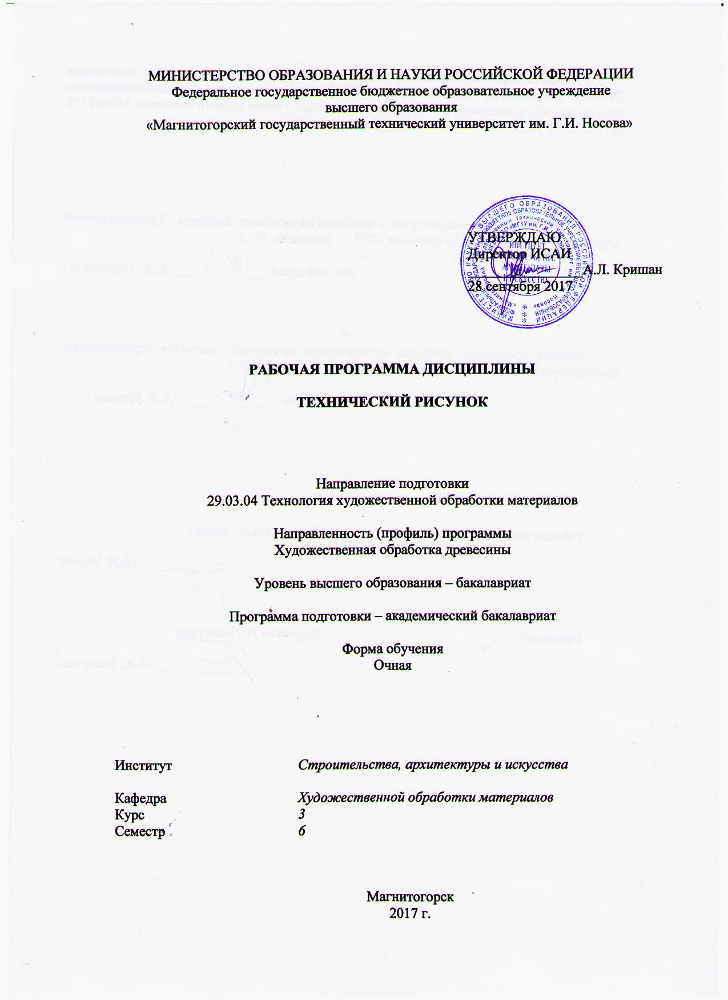 МИНИСТЕРСТВО ОБРАЗОВАНИЯ И НАУКИ РОССИЙСКОЙ ФЕДЕРАЦИИ
Федеральное государственное бюджетное образовательное учреждение
высшего образования
«Магнитогорский государственный технический университет им. Г.И. Носова»
УТВЕРЖДАЮ
Директор ИСАИ
А.Л. Кришан
28 сентября 2017
РАБОЧАЯ ПРОГРАММА ДИСЦИПЛИНЫ
ТЕХНИЧЕСКИЙ РИСУНОК
Направление подготовки
29.03.04 Технология художественной обработки материалов
Направленность (профиль) программы
Художественная обработка древесины
Уровень высшего образования – бакалавриат
Программа подготовки – академический бакалавриат
Форма обучения
Очная
Институт Строительства, архитектуры и искусства
Кафедра Художественной обработки материалов
Курс 3
Семестр 6
Магнитогорск
2017 г.